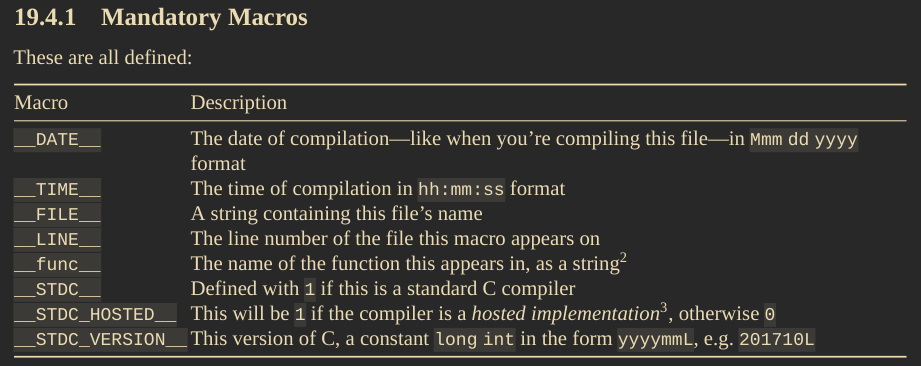 19.4.1 Mandatory Macros
These are all defined:
Macro Description
__DATE__ The date of compilation—like when you’re compiling this file—in Mmm dd yyyy
format
__TIME__ The time of compilation in hh:mm:ss format
__FILE__ A string containing this file’s name
__LINE__ The line number of the file this macro appears on
__func__ The name of the function this appears in, as a string2
__STDC__ Defined with 1 if this is a standard C compiler
__STDC_HOSTED__ This will be 1 if the compiler is a hosted implementation3, otherwise 0
__STDC_VERSION__ This version of C, a constant long int in the form yyyymmL, e.g. 201710L